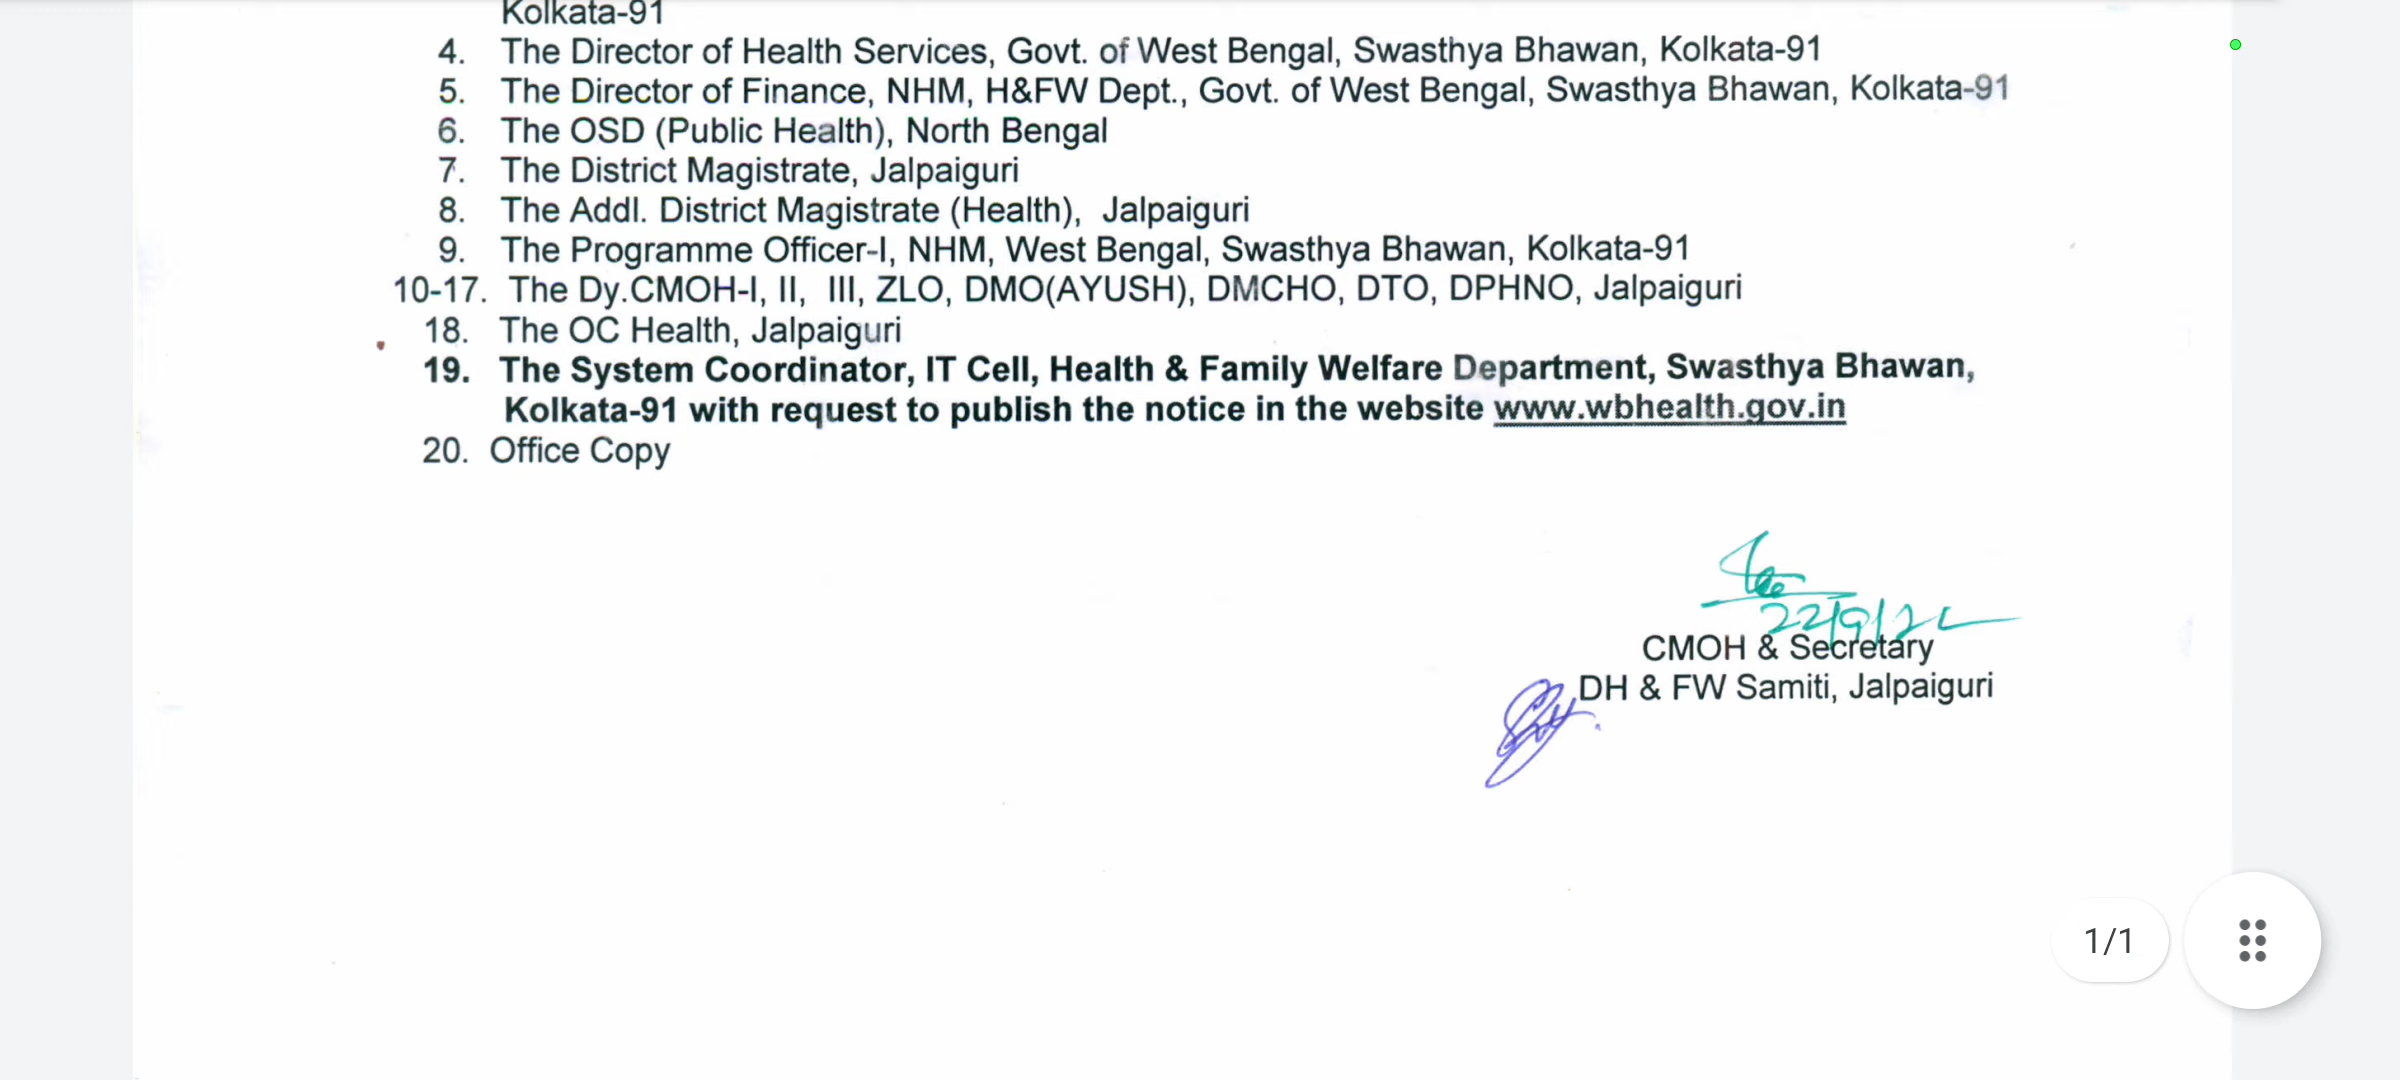 Kolkata-91
4. The Director of Health Services, Govt. of West Bengal, Swasthya Bhawan, Kolkata-91
5. The Director of Finance, NHM, H&FW Dept., Govt. of West Bengal, Swasthya Bhawan, Kolkata-91
6. The OSD (Public Health), North Bengal
7. The District Magistrate, Jalpaiguri
8. The Addl. District Magistrate (Health), Jalpaiguri
9. The Programme Officer-I, NHM, West Bengal, Swasthya Bhawan, Kolkata-91
10-17. The Dy.CMOH-I, II, III, ZLO, DMO(AYUSH), DMCHO, DTO, DPHNO, Jalpaiguri
18. The OC Health, Jalpaiguri
19. The System Coordinator, IT Cell, Health & Family Welfare Department, Swasthya Bhawan,
Kolkata-91 with request to publish the notice in the website www.wbhealth.gov.in
20. Office Copy
CMOH & Secretary
DH & FW Samiti, Jalpaiguri
1/1